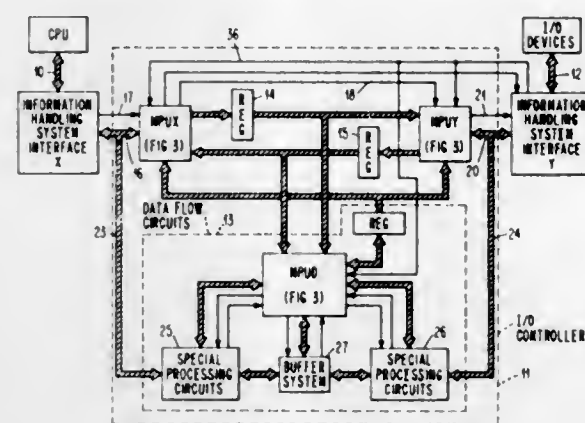 CPU
36
I/O
DEVICES
10
17
14
18
21
12
INFORMATION
HANDLING
SYSTEM
INTERFACE
X
MPUX
(FIG 3)
REG
15
REG
MPUY
(FIG 3)
INFORMATION
HANDLING
SYSTEM
INTERFACE
Y
16
20
23
DATA FLOW
CIRCUITS
13
REG
24
MPUD
(FIG 3)
25
26
27
I/O
CONTROLLER
11
SPECIAL
PROCESSING
CIRCUITS
BUFFER
SYSTEM
SPECIAL
PROCESSING
CIRCUITS